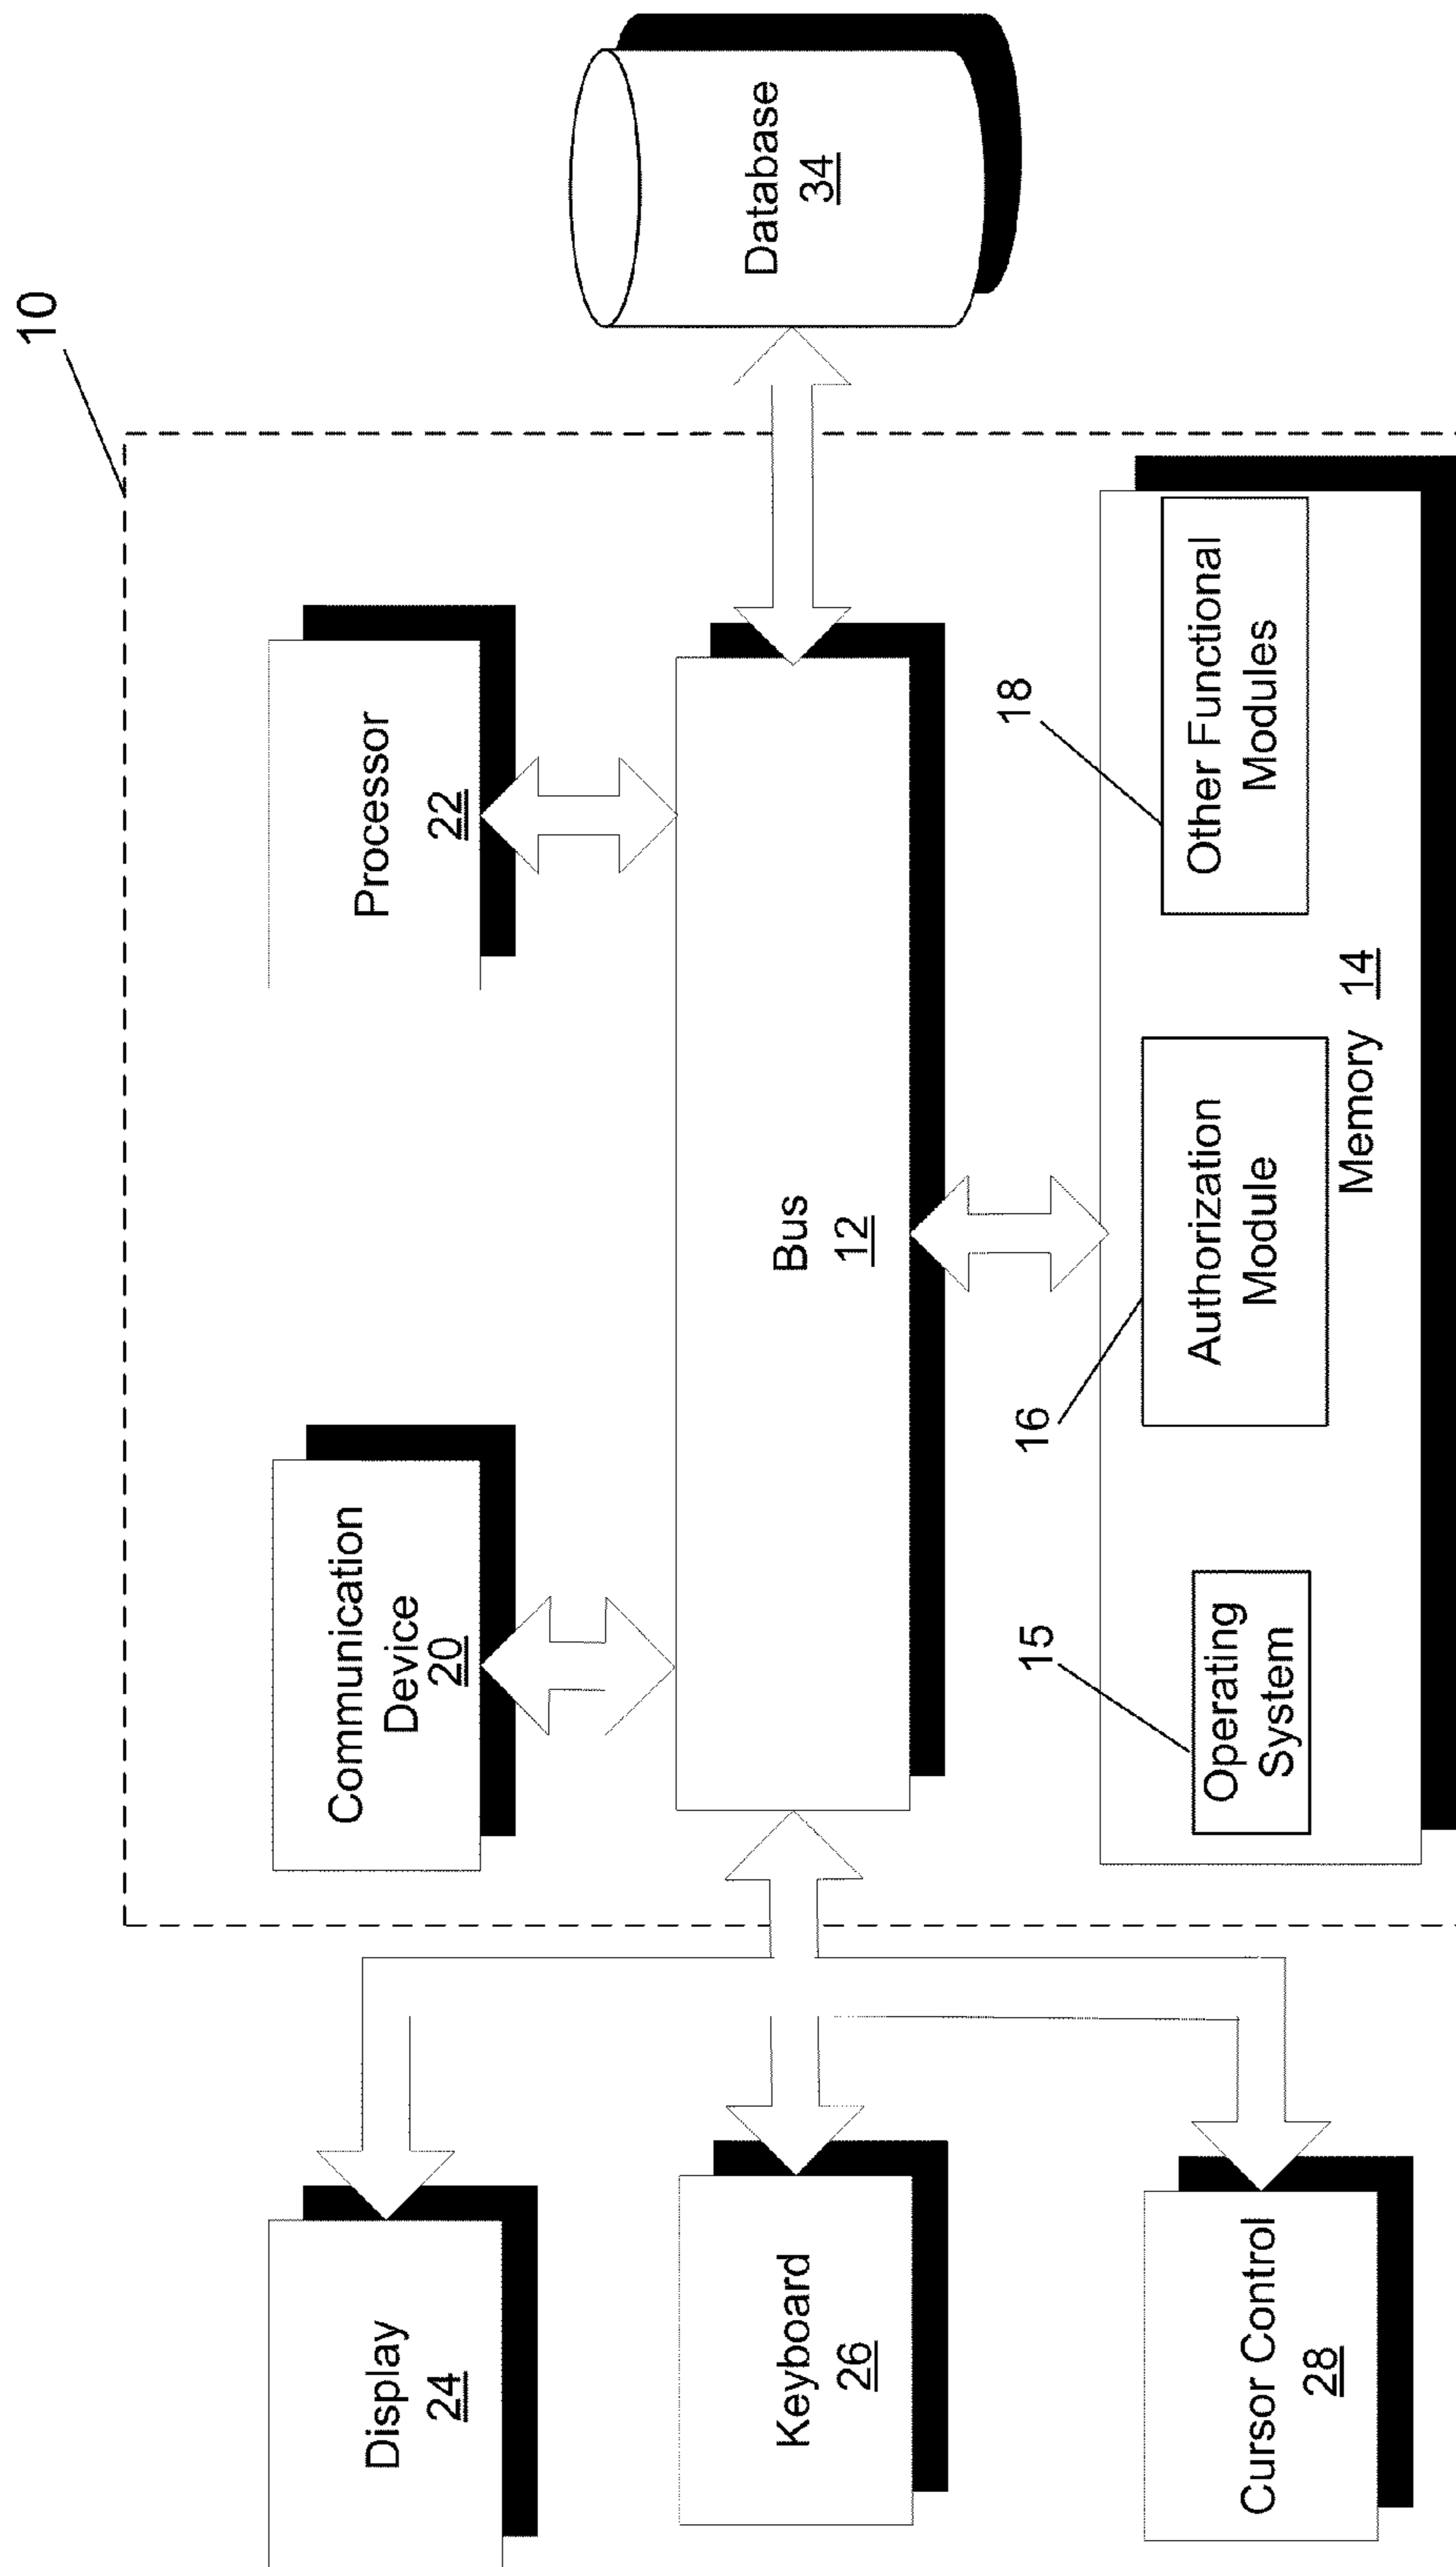 10
Display
24
Communication
Device
20
Processor
22
Keyboard
26
Bus
12
Database
34
15
16
18
Cursor Control
28
Operating
System
Authorization
Module
Other Functional
Modules
Memory 14